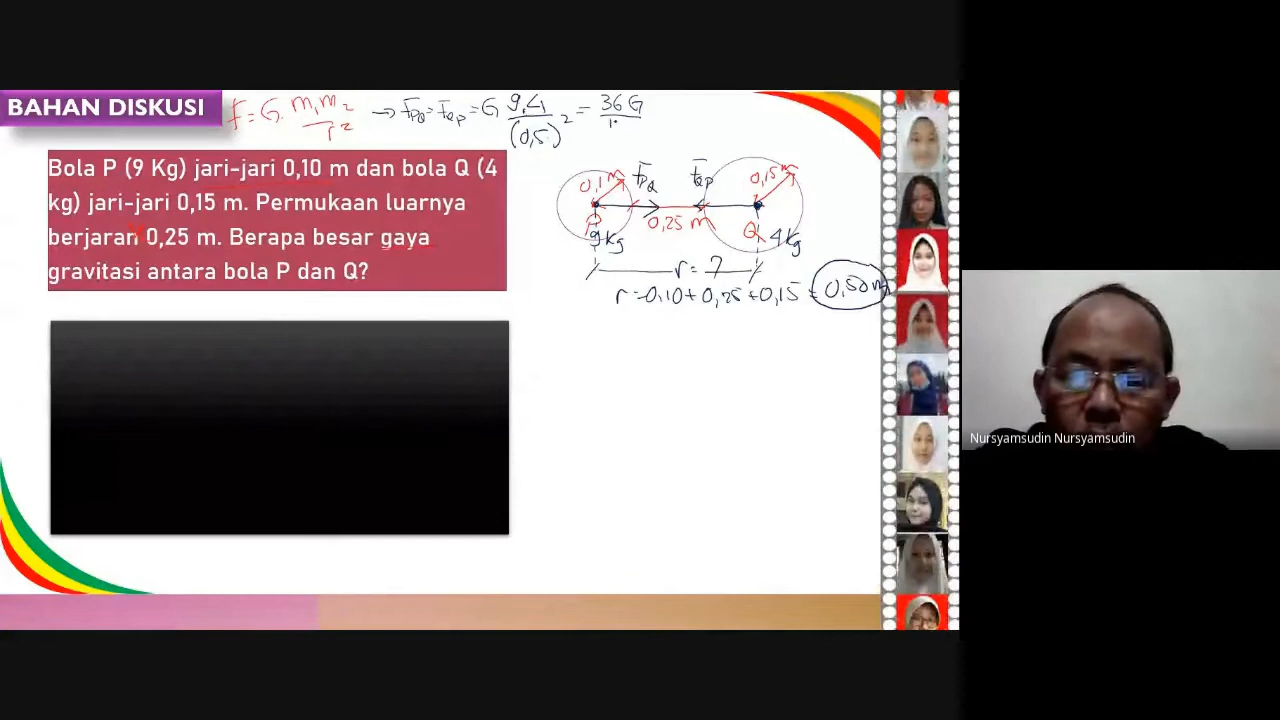 BAHAN DISKUSI
F = G. m1 m2 / r2 → FPQ = FQP = G 9.4 / (0,5)2 = 36 G
Bola P (9 Kg) jari-jari 0,10 m dan bola Q (4
kg) jari-jari 0,15 m. Permukaan luarnya
berjaran 0,25 m. Berapa besar gaya
gravitasi antara bola P dan Q?
0,1 m FPQ FQP 0,15 m
0,25 m
P Q
9 kg 4 kg
r = ?
r = 0,10 + 0,25 + 0,15 = 0,50 m
Nursyamsudin Nursyamsudin